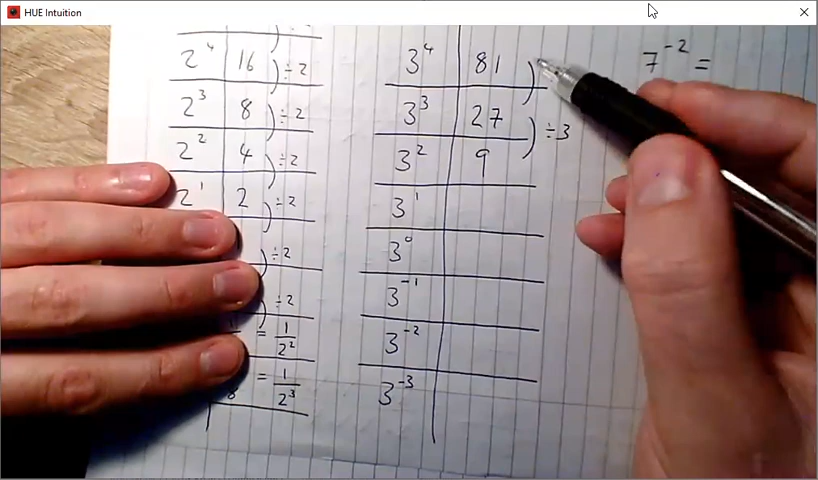 HUE Intuition
2⁴ 16 ) ÷2
2³ 8 ) ÷2
2² 4 ) ÷2
2¹ 2 ) ÷2
) ÷2
) ÷2
= 1/2²
8 = 1/2³
3⁴ 81 )
3³ 27 ) ÷3
3² 9
3¹
3⁰
3⁻¹
3⁻²
3⁻³
7⁻² =